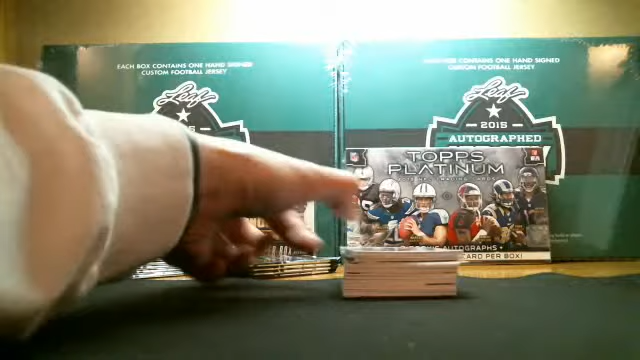 EACH BOX CONTAINS ONE HAND SIGNED
CUSTOM FOOTBALL JERSEY
Leaf
CONTAINS ONE HAND SIGNED
CUSTOM FOOTBALL JERSEY
Leaf
2015
AUTOGRAPHED
TOPPS
PLATINUM
AUTOGRAPHS
CARD PER BOX!